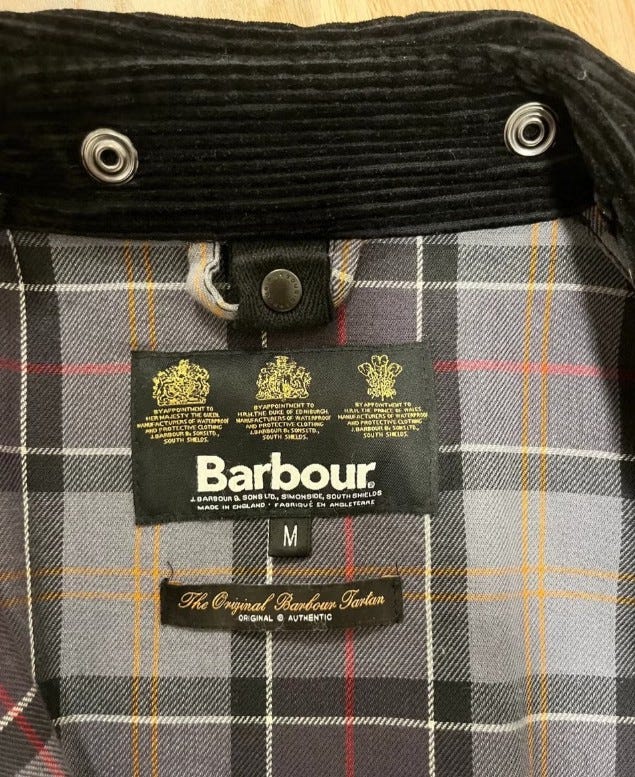 BY APPOINTMENT TO
HER MAJESTY THE QUEEN
MANUFACTURERS OF WATERPROOF
AND PROTECTIVE CLOTHING
J. BARBOUR & SONS LTD.,
SOUTH SHIELDS.
BY APPOINTMENT TO
H.R.H. THE DUKE OF EDINBURGH
MANUFACTURERS OF WATERPROOF
AND PROTECTIVE CLOTHING
J. BARBOUR & SONS LTD.,
SOUTH SHIELDS.
BY APPOINTMENT TO
H.R.H. THE PRINCE OF WALES
MANUFACTURERS OF WATERPROOF
AND PROTECTIVE CLOTHING
J. BARBOUR & SONS LTD.,
SOUTH SHIELDS.
Barbour®
J. BARBOUR & SONS LTD, SIMONSIDE, SOUTH SHIELDS
MADE IN ENGLAND · FABRIQUÉ EN ANGLETERRE
M
The Original Barbour Tartan
ORIGINAL & AUTHENTIC